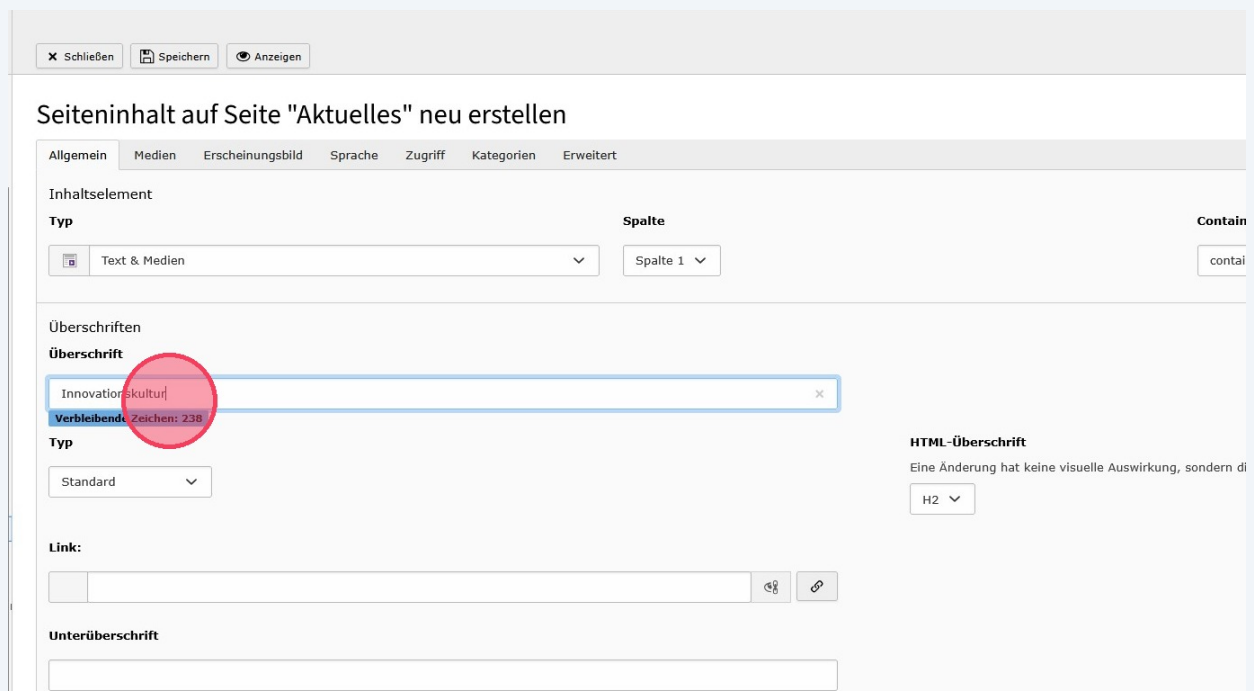 Schließen Speichern Anzeigen
Seiteninhalt auf Seite "Aktuelles" neu erstellen
Allgemein Medien Erscheinungsbild Sprache Zugriff Kategorien Erweitert
Inhaltselement
Typ Spalte Contain
Text & Medien Spalte 1 contai
Überschriften
Überschrift
Innovationskultur
Verbleibende Zeichen: 238
Typ HTML-Überschrift
Eine Änderung hat keine visuelle Auswirkung, sondern di
Standard H2
Link:
Unterüberschrift